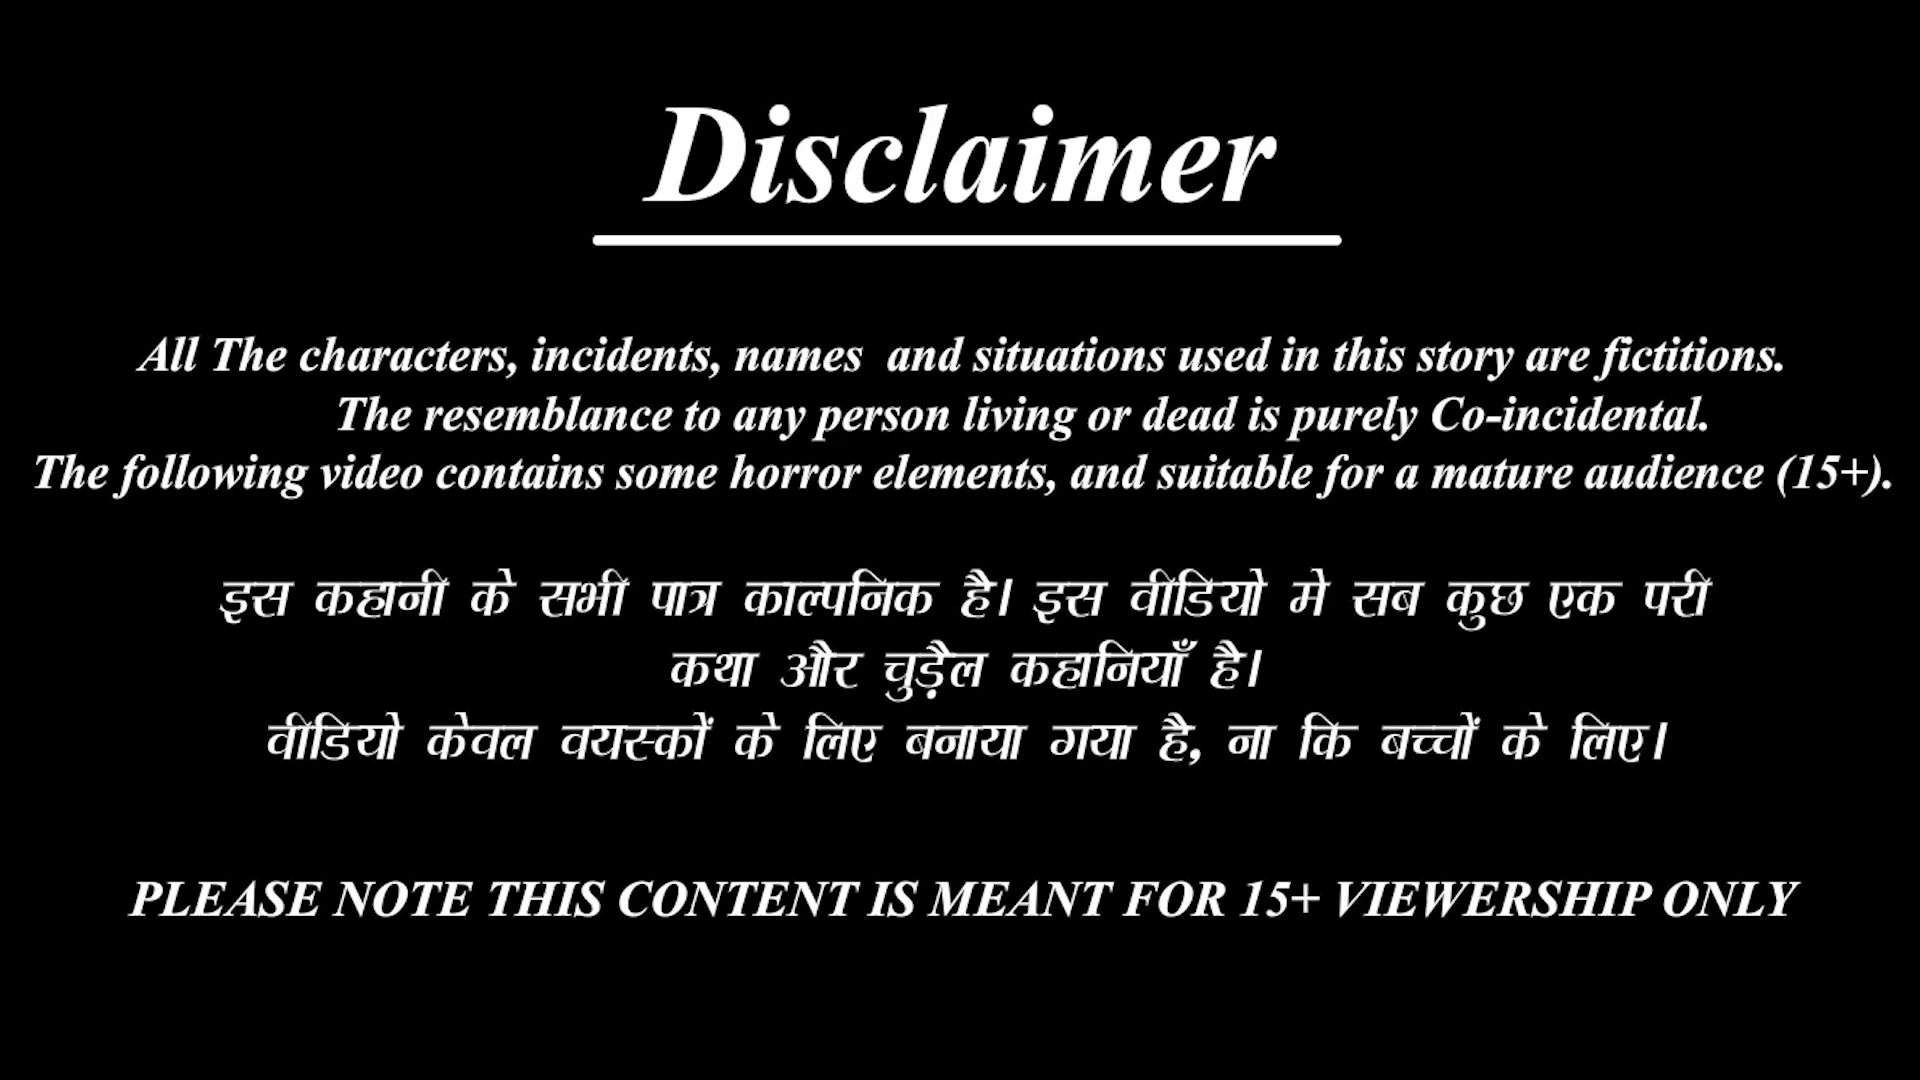 Disclaimer
All The characters, incidents, names and situations used in this story are fictitions.
The resemblance to any person living or dead is purely Co-incidental.
The following video contains some horror elements, and suitable for a mature audience (15+).
इस कहानी के सभी पात्र काल्पनिक है। इस वीडियो मे सब कुछ एक परी
कथा और चुड़ैल कहानियाँ है।
वीडियो केवल वयस्कों के लिए बनाया गया है, ना कि बच्चों के लिए।
PLEASE NOTE THIS CONTENT IS MEANT FOR 15+ VIEWERSHIP ONLY